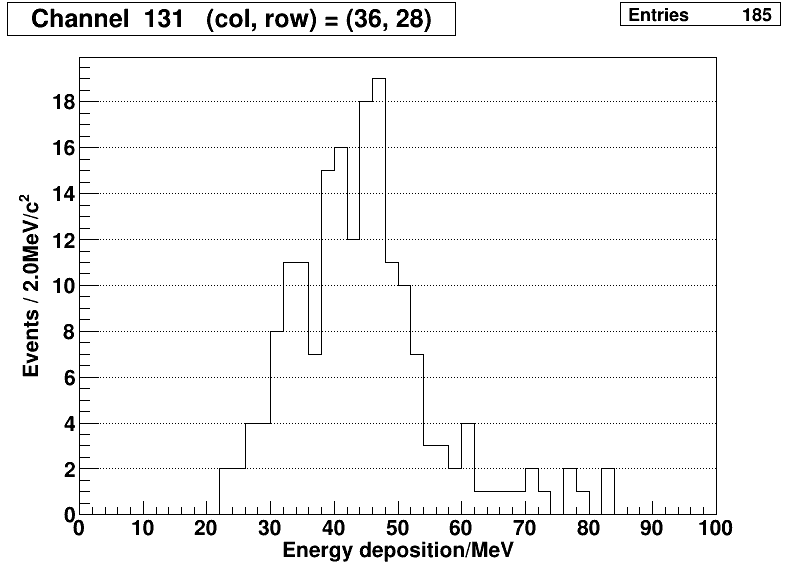 Channel 131 (col, row) = (36, 28)
Entries 185
Events / 2.0MeV/c²
18
16
14
12
10
8
6
4
2
0
0 10 20 30 40 50 60 70 80 90 100
Energy deposition/MeV